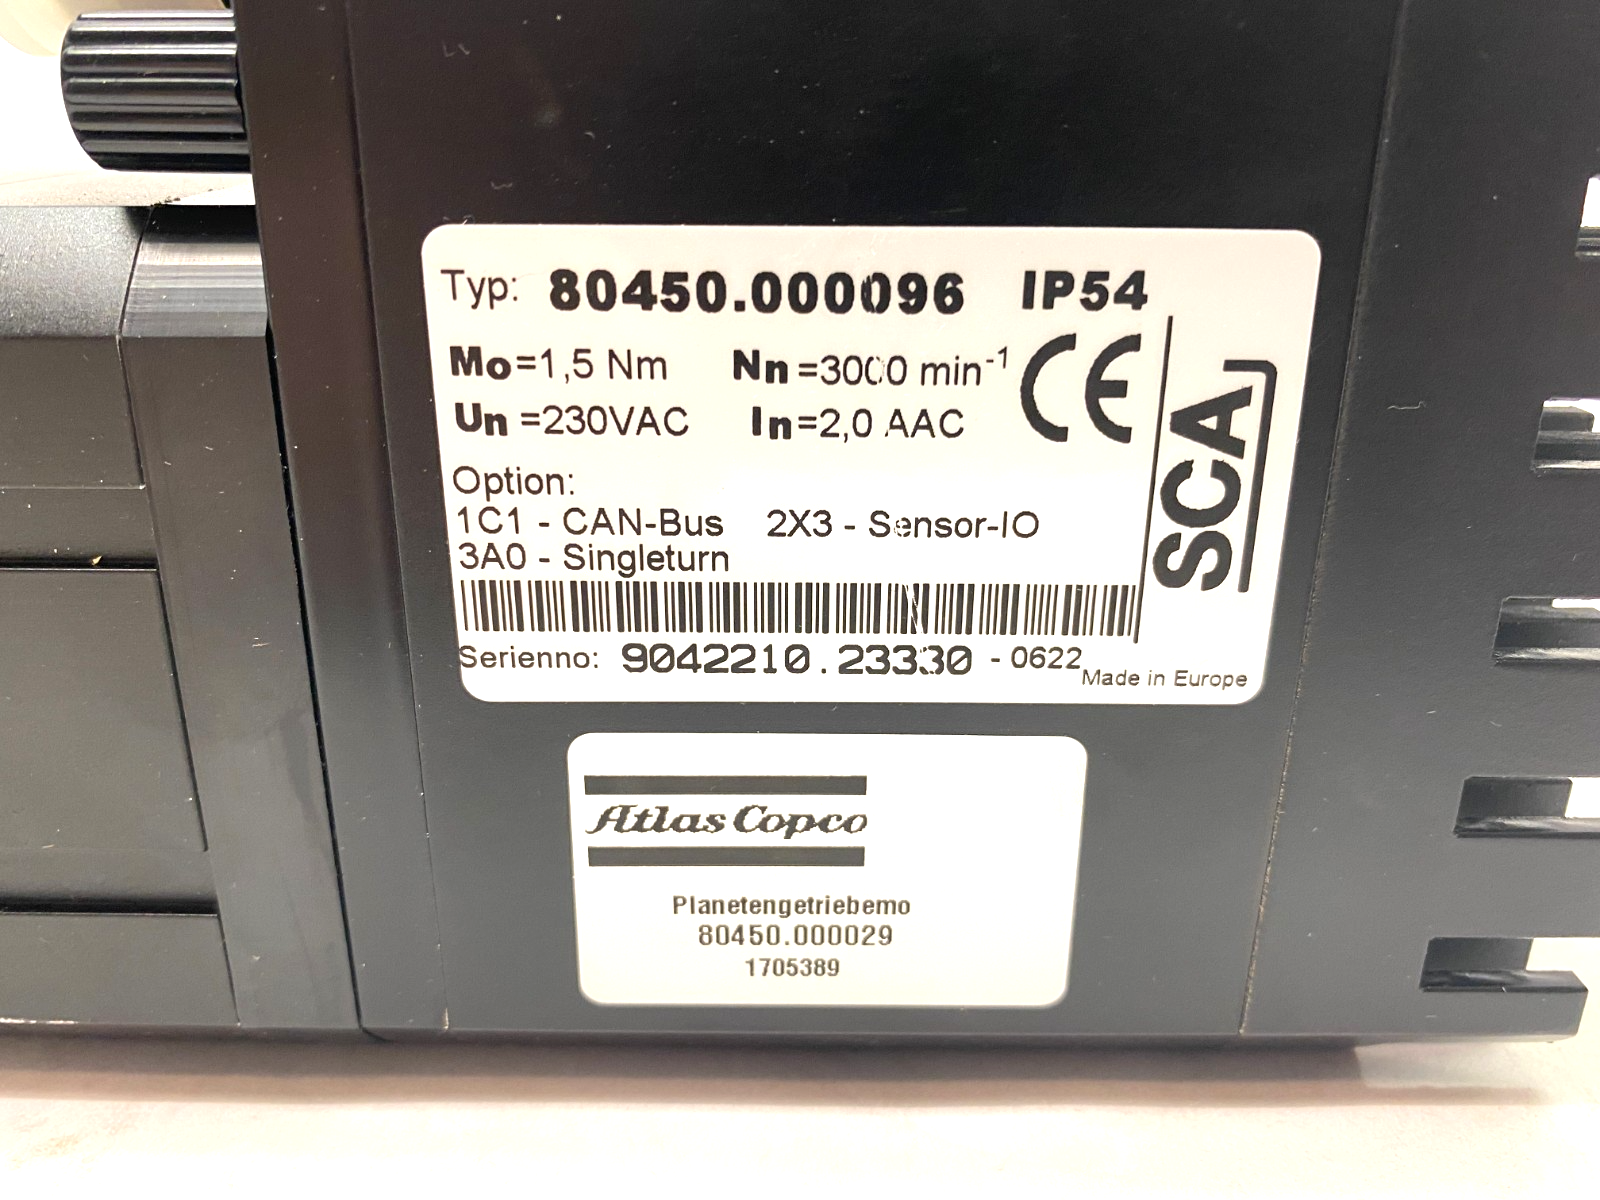 Typ: 80450.000096 IP54
Mo=1,5 Nm Nn=3000 min-1
Un=230VAC In=2,0 AAC
CE
SCA
Option:
1C1 - CAN-Bus 2X3 - Sensor-IO
3A0 - Singleturn
Serienno: 9042210.23330 - 0622
Made in Europe
Atlas Copco
Planetengetriebemo
80450.000029
1705389